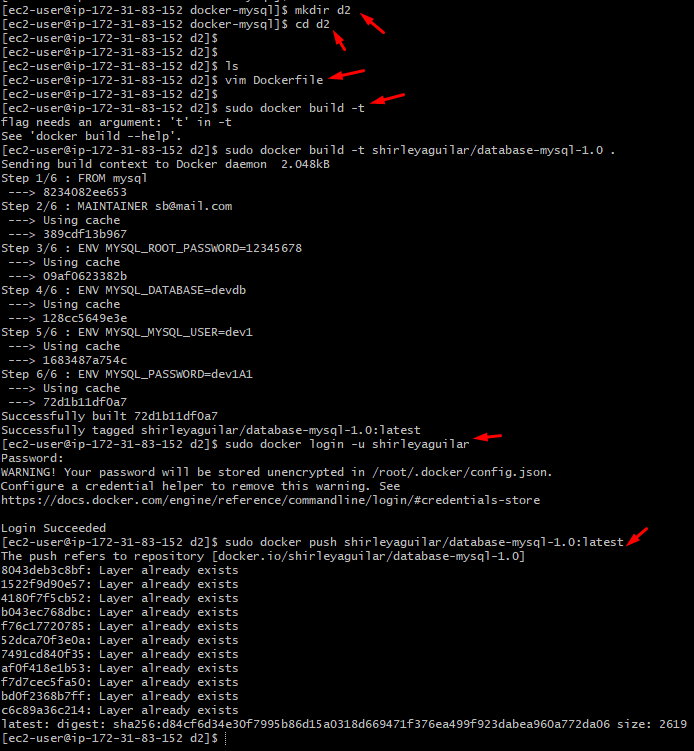 [ec2-user@ip-172-31-83-152 docker-mysql]$ mkdir d2
[ec2-user@ip-172-31-83-152 docker-mysql]$ cd d2
[ec2-user@ip-172-31-83-152 d2]$
[ec2-user@ip-172-31-83-152 d2]$
[ec2-user@ip-172-31-83-152 d2]$ ls
[ec2-user@ip-172-31-83-152 d2]$ vim Dockerfile
[ec2-user@ip-172-31-83-152 d2]$
[ec2-user@ip-172-31-83-152 d2]$ sudo docker build -t
flag needs an argument: 't' in -t
See 'docker build --help'.
[ec2-user@ip-172-31-83-152 d2]$ sudo docker build -t shirleyaguilar/database-mysql-1.0 .
Sending build context to Docker daemon  2.048kB
Step 1/6 : FROM mysql
 ---> 8234082ee653
Step 2/6 : MAINTAINER sb@mail.com
 ---> Using cache
 ---> 389cdf13b967
Step 3/6 : ENV MYSQL_ROOT_PASSWORD=12345678
 ---> Using cache
 ---> 09af0623382b
Step 4/6 : ENV MYSQL_DATABASE=devdb
 ---> Using cache
 ---> 128cc5649e3e
Step 5/6 : ENV MYSQL_MYSQL_USER=dev1
 ---> Using cache
 ---> 1683487a754c
Step 6/6 : ENV MYSQL_PASSWORD=dev1A1
 ---> Using cache
 ---> 72d1b11df0a7
Successfully built 72d1b11df0a7
Successfully tagged shirleyaguilar/database-mysql-1.0:latest
[ec2-user@ip-172-31-83-152 d2]$ sudo docker login -u shirleyaguilar
Password:
WARNING! Your password will be stored unencrypted in /root/.docker/config.json.
Configure a credential helper to remove this warning. See
https://docs.docker.com/engine/reference/commandline/login/#credentials-store
Login Succeeded
[ec2-user@ip-172-31-83-152 d2]$ sudo docker push shirleyaguilar/database-mysql-1.0:latest
The push refers to repository [docker.io/shirleyaguilar/database-mysql-1.0]
8043deb3c8bf: Layer already exists
1522f9d90e57: Layer already exists
4180f7f5cb52: Layer already exists
b043ec768dbc: Layer already exists
f76c17720785: Layer already exists
52dca70f3e0a: Layer already exists
7491cd840f35: Layer already exists
af0f418e1b53: Layer already exists
f7d7cec5fa50: Layer already exists
bd0f2368b7ff: Layer already exists
c6c89a36c214: Layer already exists
latest: digest: sha256:d84cf6d34e30f7995b86d15a0318d669471f376ea499f923dabea960a772da06 size: 2619
[ec2-user@ip-172-31-83-152 d2]$